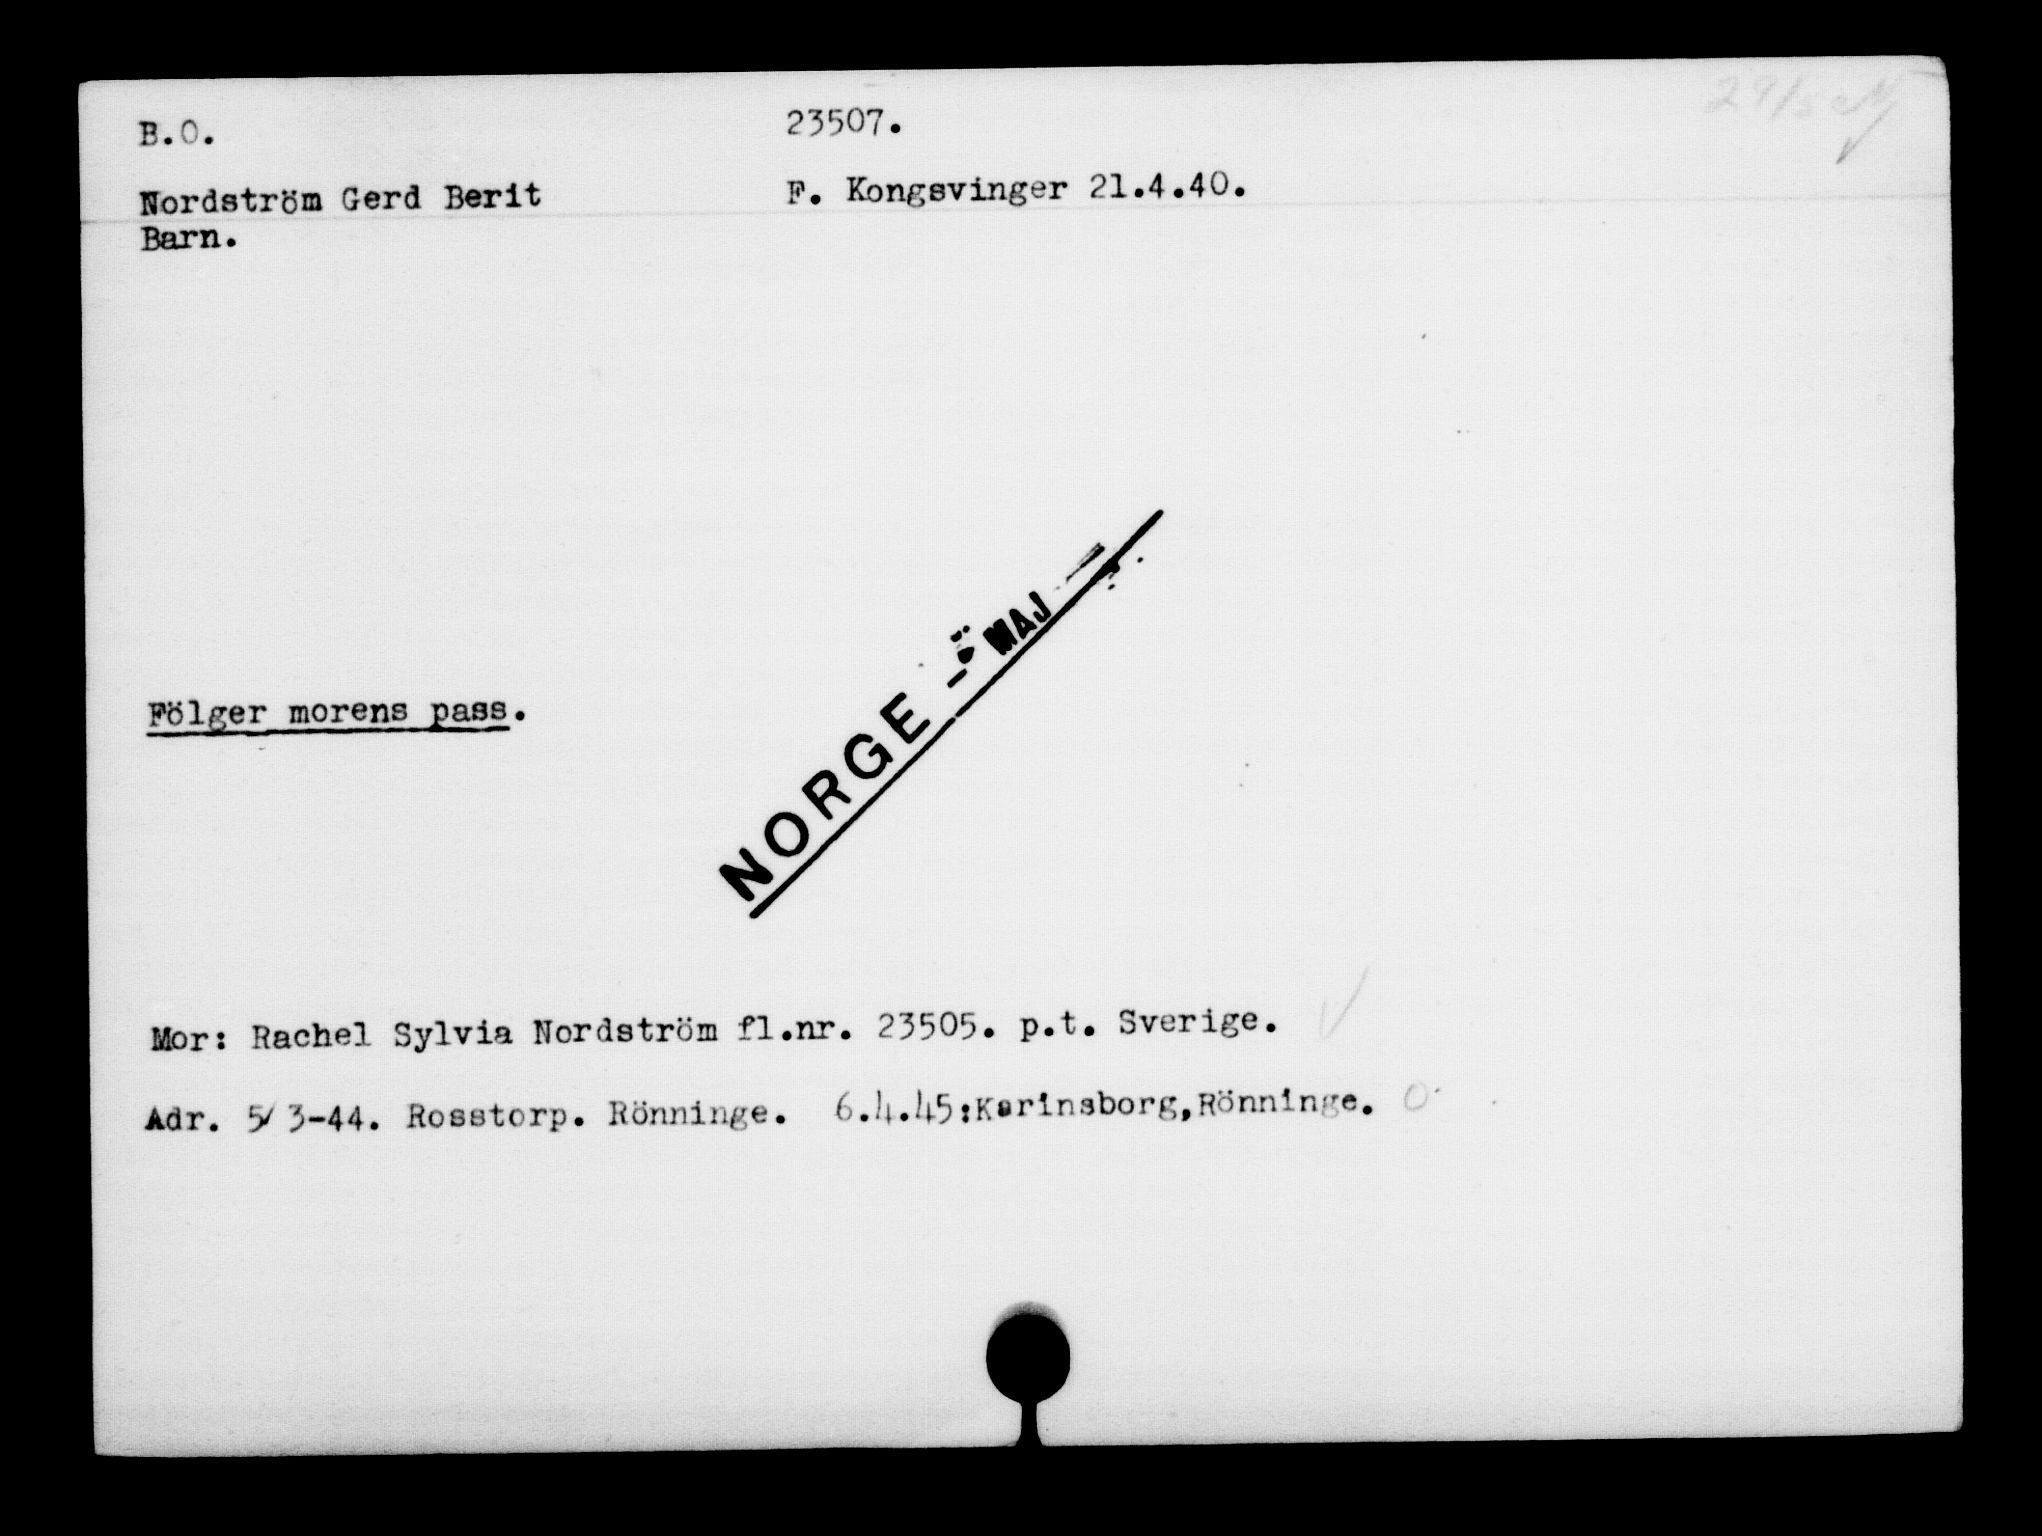 B.O.
23507.
Nordström Gerd Berit
F. Kongsvinger 21.4.40.
Barn.
NORGE - MAJ
Fölger morens pass.
Mor: Rachel Sylvia Nordström fl.nr. 23505. p.t. Sverige.
Adr. 5/3-44. Rosstorp. Rönninge. 6.4.45:Karinsborg,Rönninge.